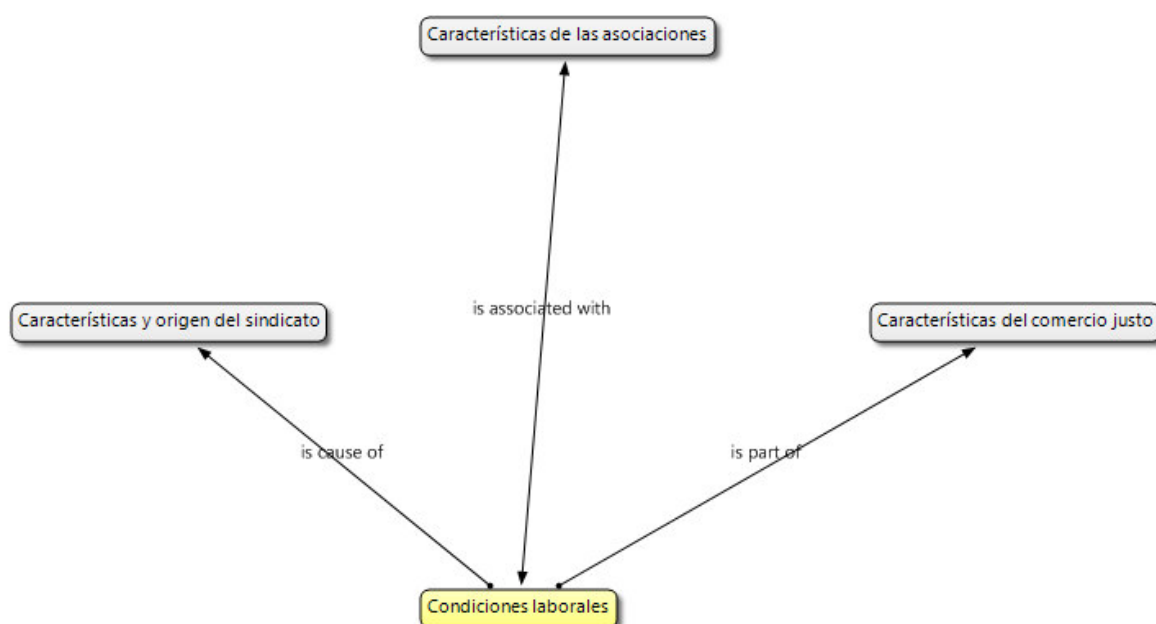 Características de las asociaciones
is associated with
Características y origen del sindicato
Características del comercio justo
is cause of
is part of
Condiciones laborales